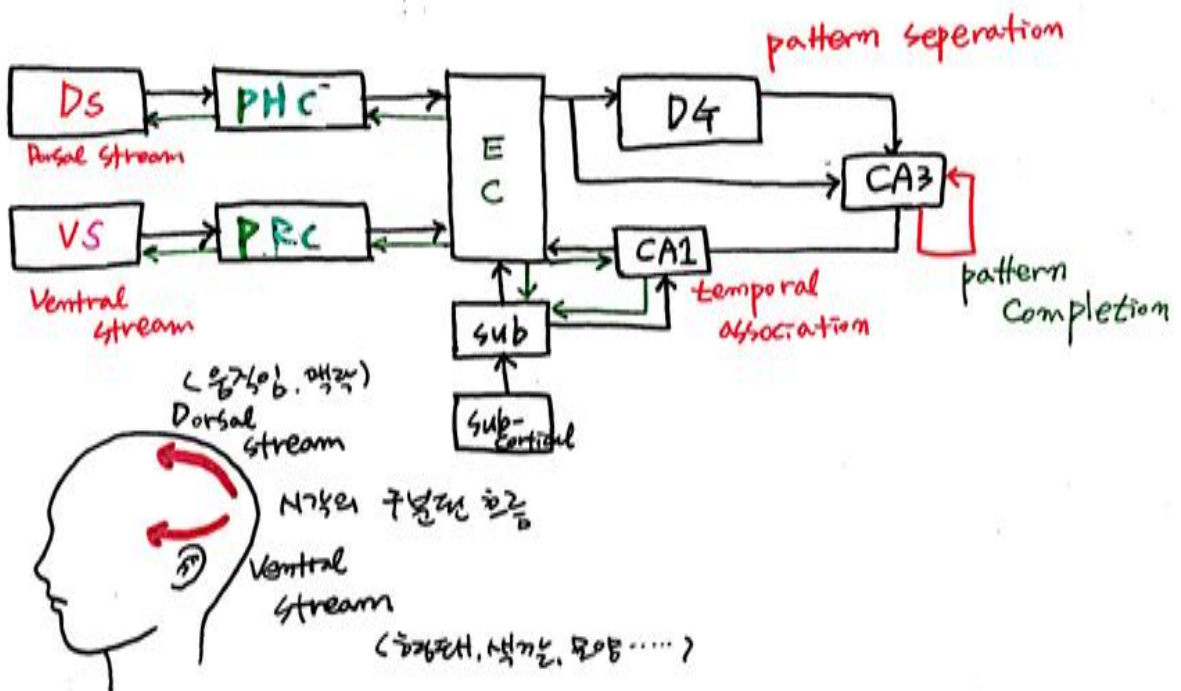 pattern seperation
DS
PHC
E
C
DG
Dorsal stream
CA3
VS
PRC
CA1
pattern
completion
Ventral
stream
temporal
association
sub
sub-
cortical
(움직임, 맥락)
Dorsal
stream
시각의 구분된 흐름
Ventral
stream
(형태, 색깔, 모양.....)